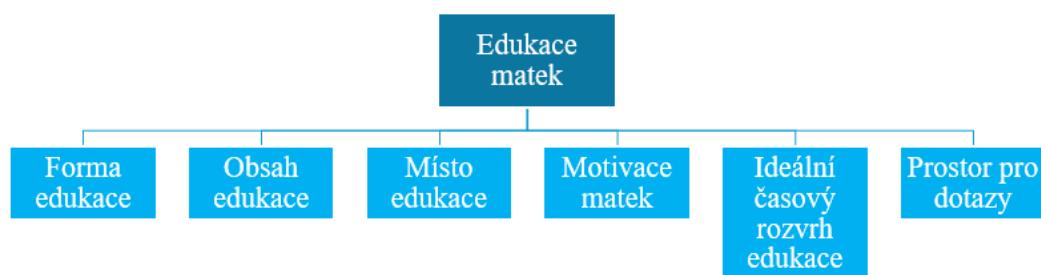 Edukace
matek
Forma
edukace
Obsah
edukace
Místo
edukace
Motivace
matek
Ideální
časový
rozvrh
edukace
Prostor pro
dotazy